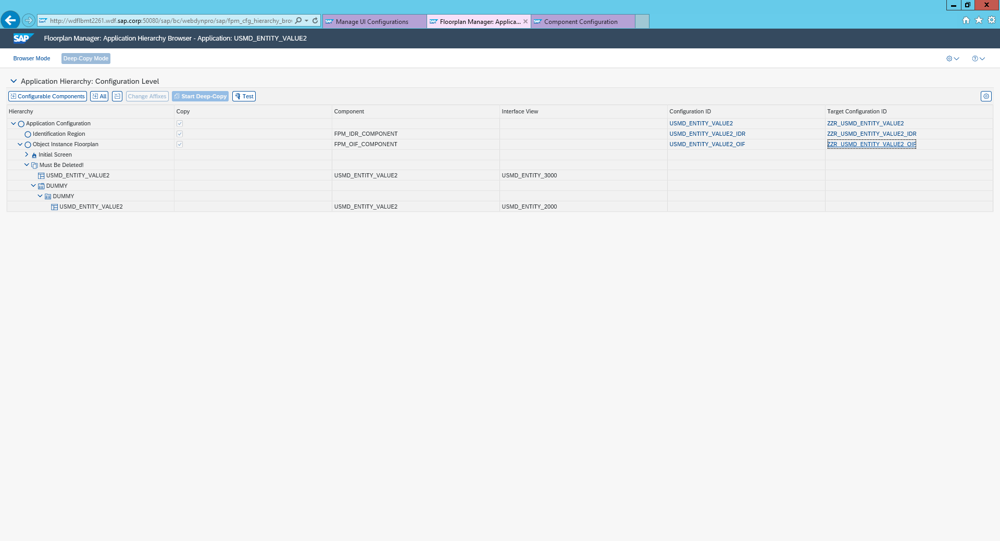 http://wdflbmt2261.wdf.sap.corp:50080/sap/bc/webdynpro/sap/fpm_cfg_hierarchy_bro
SAP Manage UI Configurations
SAP Floorplan Manager: Applica...
SAP Component Configuration
SAP Floorplan Manager: Application Hierarchy Browser - Application: USMD_ENTITY_VALUE2
Browser Mode Deep-Copy Mode
Application Hierarchy: Configuration Level
Configurable Components All Change Affixes Start Deep-Copy Test
Hierarchy Copy Component Interface View Configuration ID Target Configuration ID
Application Configuration USMD_ENTITY_VALUE2 ZZR_USMD_ENTITY_VALUE2
Identification Region FPM_IDR_COMPONENT USMD_ENTITY_VALUE2_IDR ZZR_USMD_ENTITY_VALUE2_IDR
Object Instance Floorplan FPM_OIF_COMPONENT USMD_ENTITY_VALUE2_OIF ZZR_USMD_ENTITY_VALUE2_OIF
Initial Screen
Must Be Deleted!
USMD_ENTITY_VALUE2 USMD_ENTITY_VALUE2 USMD_ENTITY_3000
DUMMY
DUMMY
USMD_ENTITY_VALUE2 USMD_ENTITY_VALUE2 USMD_ENTITY_2000